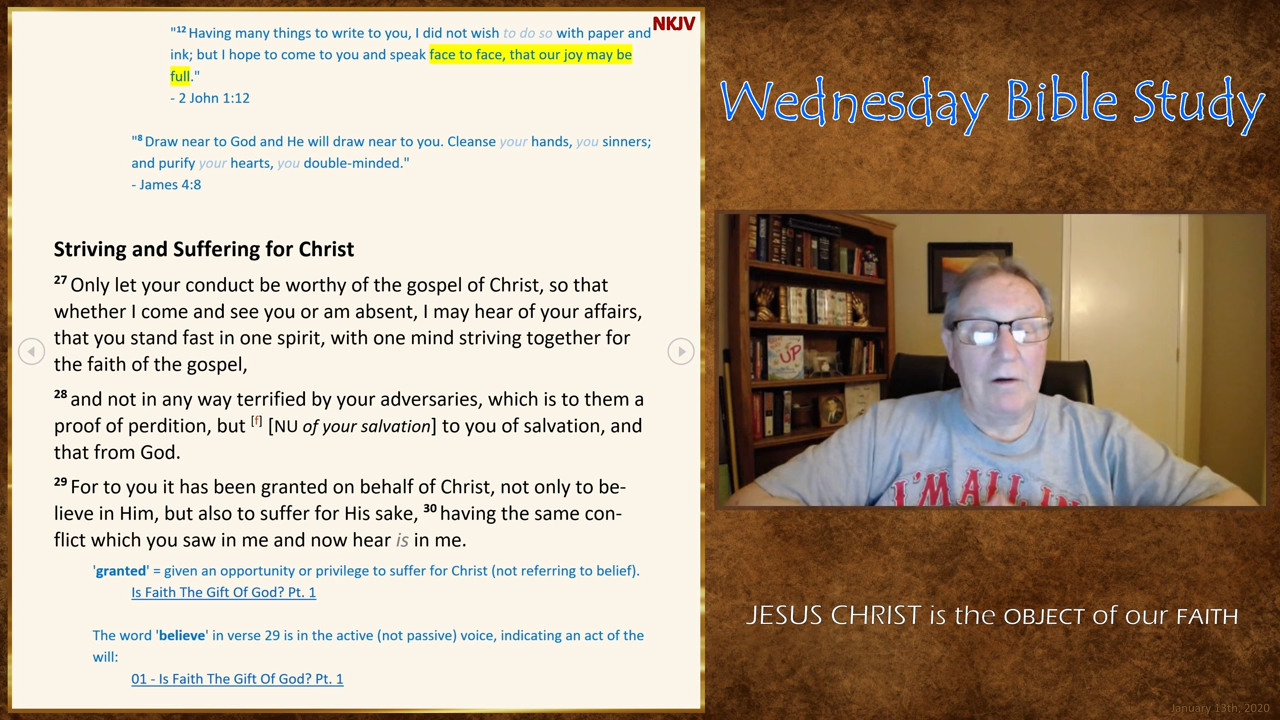 NKJV
"12 Having many things to write to you, I did not wish to do so with paper and
ink; but I hope to come to you and speak face to face, that our joy may be
full."
- 2 John 1:12
"8 Draw near to God and He will draw near to you. Cleanse your hands, you sinners;
and purify your hearts, you double-minded."
- James 4:8
Striving and Suffering for Christ
27 Only let your conduct be worthy of the gospel of Christ, so that
whether I come and see you or am absent, I may hear of your affairs,
that you stand fast in one spirit, with one mind striving together for
the faith of the gospel,
28 and not in any way terrified by your adversaries, which is to them a
proof of perdition, but [f] [NU of your salvation] to you of salvation, and
that from God.
29 For to you it has been granted on behalf of Christ, not only to be-
lieve in Him, but also to suffer for His sake, 30 having the same con-
flict which you saw in me and now hear is in me.
'granted' = given an opportunity or privilege to suffer for Christ (not referring to belief).
Is Faith The Gift Of God? Pt. 1
The word 'believe' in verse 29 is in the active (not passive) voice, indicating an act of the
will:
01 - Is Faith The Gift Of God? Pt. 1
Wednesday Bible Study
UP
I'M ALL IN
JESUS CHRIST is the OBJECT of our FAITH
January 13th, 2020